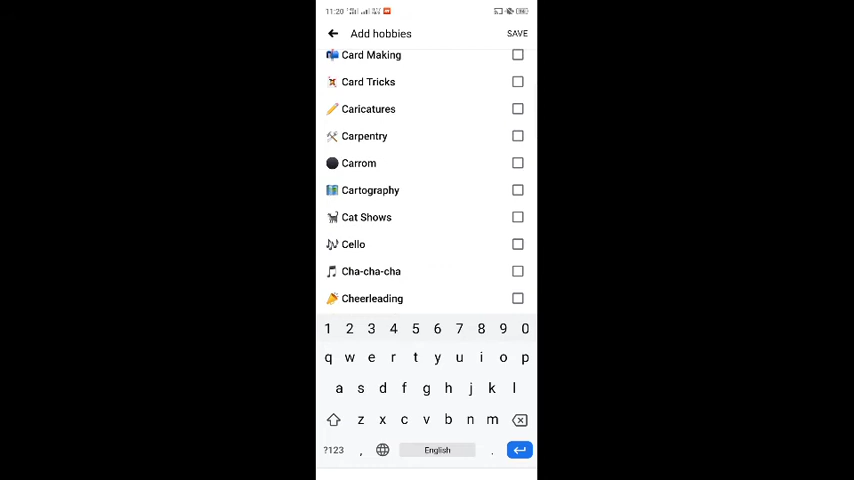 11:20
Add hobbies SAVE
Card Making
Card Tricks
Caricatures
Carpentry
Carrom
Cartography
Cat Shows
Cello
Cha-cha-cha
Cheerleading
1 2 3 4 5 6 7 8 9 0
q w e r t y u i o p
a s d f g h j k l
z x c v b n m
?123 , English .